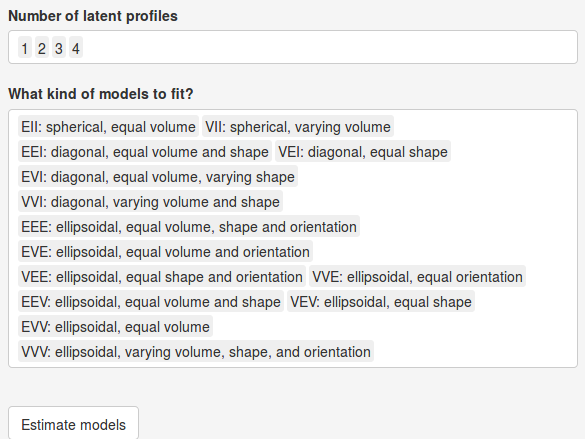 Number of latent profiles
1 2 3 4
What kind of models to fit?
EII: spherical, equal volume VII: spherical, varying volume
EEI: diagonal, equal volume and shape VEI: diagonal, equal shape
EVI: diagonal, equal volume, varying shape
VVI: diagonal, varying volume and shape
EEE: ellipsoidal, equal volume, shape and orientation
EVE: ellipsoidal, equal volume and orientation
VEE: ellipsoidal, equal shape and orientation VVE: ellipsoidal, equal orientation
EEV: ellipsoidal, equal volume and shape VEV: ellipsoidal, equal shape
EVV: ellipsoidal, equal volume
VVV: ellipsoidal, varying volume, shape, and orientation
Estimate models